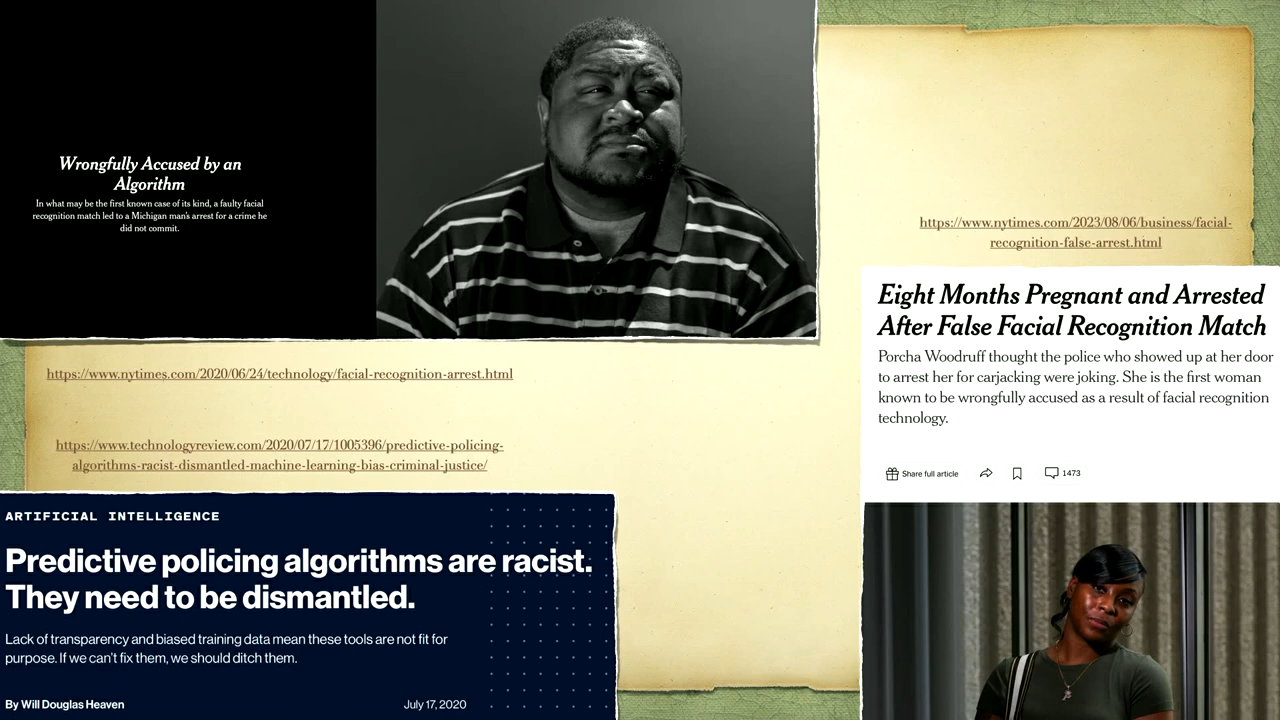 Wrongfully Accused by an
Algorithm
In what may be the first known case of its kind, a faulty facial
recognition match led to a Michigan man's arrest for a crime he
did not commit.
https://www.nytimes.com/2020/06/24/technology/facial-recognition-arrest.html
https://www.technologyreview.com/2020/07/17/1005396/predictive-policing-
algorithms-racist-dismantled-machine-learning-bias-criminal-justice/
ARTIFICIAL INTELLIGENCE
Predictive policing algorithms are racist.
They need to be dismantled.
Lack of transparency and biased training data mean these tools are not fit for
purpose. If we can't fix them, we should ditch them.
By Will Douglas Heaven July 17, 2020
https://www.nytimes.com/2023/08/06/business/facial-
recognition-false-arrest.html
Eight Months Pregnant and Arrested
After False Facial Recognition Match
Porcha Woodruff thought the police who showed up at her door
to arrest her for carjacking were joking. She is the first woman
known to be wrongfully accused as a result of facial recognition
technology.
Share full article 1473